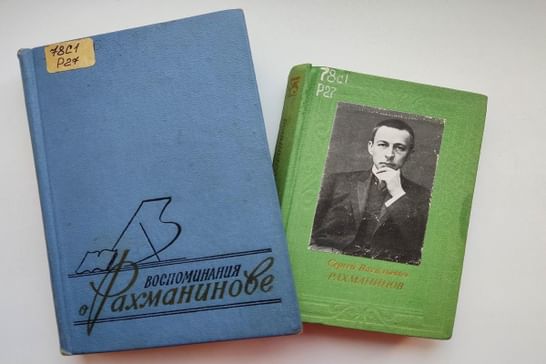 78С1
Р27
ВОСПОМИНАНИЯ
о Рахманинове
78С1
Р27
Сергей Васильевич
РАХМАНИНОВ